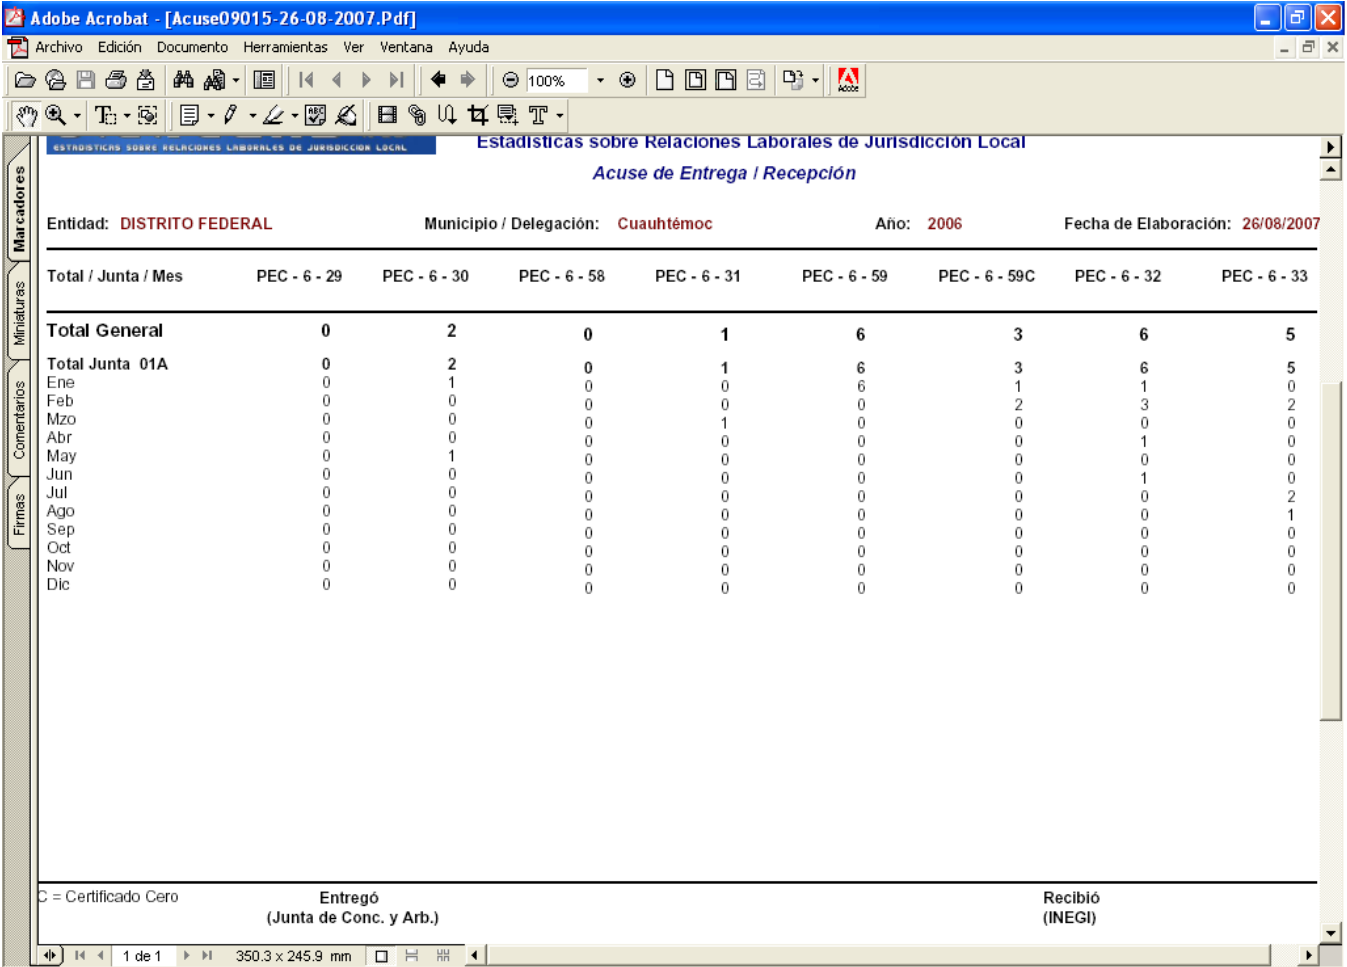 Adobe Acrobat - [Acuse09015-26-08-2007.Pdf]
Archivo Edición Documento Herramientas Ver Ventana Ayuda
100%
Adobe
ESTADISTICAS SOBRE RELACIONES LABORALES DE JURISDICCION LOCAL
Estadísticas sobre Relaciones Laborales de Jurisdicción Local
Acuse de Entrega / Recepción
Marcadores
Miniaturas
Comentarios
Firmas
Entidad: DISTRITO FEDERAL Municipio / Delegación: Cuauhtémoc Año: 2006 Fecha de Elaboración: 26/08/2007
Total / Junta / Mes PEC - 6 - 29 PEC - 6 - 30 PEC - 6 - 58 PEC - 6 - 31 PEC - 6 - 59 PEC - 6 - 59C PEC - 6 - 32 PEC - 6 - 33
Total General 0 2 0 1 6 3 6 5
Total Junta 01A 0 2 0 1 6 3 6 5
Ene 0 1 0 0 6 1 1 0
Feb 0 0 0 0 0 2 3 2
Mzo 0 0 0 1 0 0 0 0
Abr 0 0 0 0 0 0 1 0
May 0 1 0 0 0 0 0 0
Jun 0 0 0 0 0 0 1 0
Jul 0 0 0 0 0 0 0 2
Ago 0 0 0 0 0 0 0 1
Sep 0 0 0 0 0 0 0 0
Oct 0 0 0 0 0 0 0 0
Nov 0 0 0 0 0 0 0 0
Dic 0 0 0 0 0 0 0 0
C = Certificado Cero Entregó Recibió
(Junta de Conc. y Arb.) (INEGI)
1 de 1 350.3 x 245.9 mm